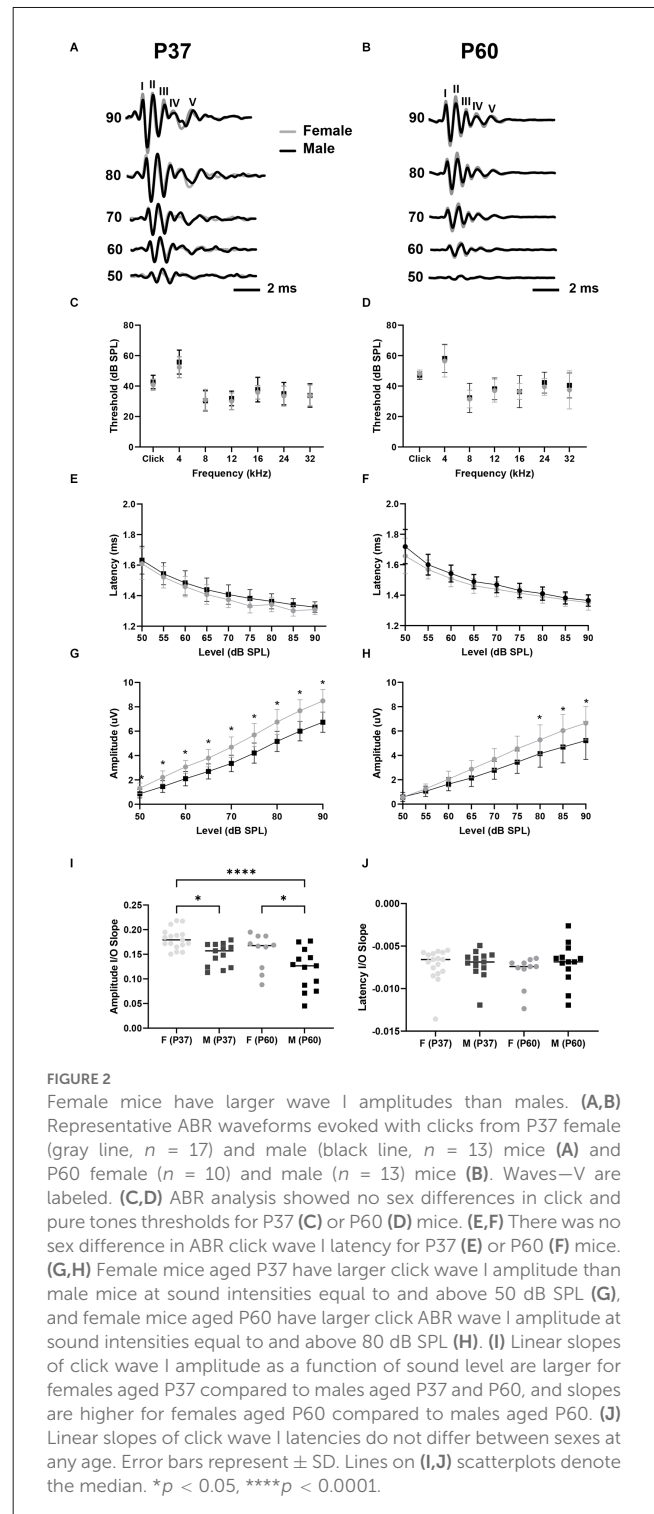 A
P37
B
P60
I II III IV V
I II III IV V
90
80
70
60
50
Female
Male
90
80
70
60
50
2 ms
2 ms
C
D
Threshold (dB SPL)
80
60
40
20
0
Click 4 8 12 16 24 32
Frequency (kHz)
Threshold (dB SPL)
80
60
40
20
0
Click 4 8 12 16 24 32
Frequency (kHz)
E
F
Latency (ms)
2.0
1.8
1.6
1.4
1.2
50 55 60 65 70 75 80 85 90
Level (dB SPL)
Latency (ms)
2.0
1.8
1.6
1.4
1.2
50 55 60 65 70 75 80 85 90
Level (dB SPL)
G
H
Amplitude (uV)
10
8
6
4
2
0
* * * * * * * * *
50 55 60 65 70 75 80 85 90
Level (dB SPL)
Amplitude (uV)
10
8
6
4
2
0
* * *
50 55 60 65 70 75 80 85 90
Level (dB SPL)
I
J
Amplitude I/O Slope
0.25
0.20
0.15
0.10
0.05
0.00
****
* *
F (P37) M (P37) F (P60) M (P60)
Latency I/O Slope
0.000
-0.005
-0.010
-0.015
F (P37) M (P37) F (P60) M (P60)
FIGURE 2
Female mice have larger wave I amplitudes than males. (A,B)
Representative ABR waveforms evoked with clicks from P37 female
(gray line, n = 17) and male (black line, n = 13) mice (A) and
P60 female (n = 10) and male (n = 13) mice (B). Waves—V are
labeled. (C,D) ABR analysis showed no sex differences in click and
pure tones thresholds for P37 (C) or P60 (D) mice. (E,F) There was no
sex difference in ABR click wave I latency for P37 (E) or P60 (F) mice.
(G,H) Female mice aged P37 have larger click wave I amplitude than
male mice at sound intensities equal to and above 50 dB SPL (G),
and female mice aged P60 have larger click ABR wave I amplitude at
sound intensities equal to and above 80 dB SPL (H). (I) Linear slopes
of click wave I amplitude as a function of sound level are larger for
females aged P37 compared to males aged P37 and P60, and slopes
are higher for females aged P60 compared to males aged P60. (J)
Linear slopes of click wave I latencies do not differ between sexes at
any age. Error bars represent ± SD. Lines on (I,J) scatterplots denote
the median. *p < 0.05, ****p < 0.0001.